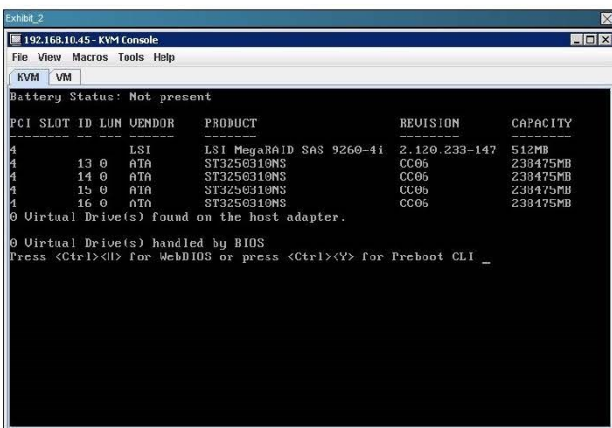 Exhibit_2
192.168.10.45 - KVM Console
File View Macros Tools Help
KVM VM
Battery Status: Not present
PCI SLOT ID LUN VENDOR PRODUCT REVISION CAPACITY
4 LSI LSI MegaRAID SAS 9260-4i 2.120.233-147 512MB
4 13 0 ATA ST3250310NS CC06 238475MB
4 14 0 ATA ST3250310NS CC06 238475MB
4 15 0 ATA ST3250310NS CC06 238475MB
4 16 0 ATA ST3250310NS CC06 238475MB
0 Virtual Drive(s) found on the host adapter.
0 Virtual Drive(s) handled by BIOS
Press <Ctrl><H> for WebBIOS or press <Ctrl><Y> for Preboot CLI _